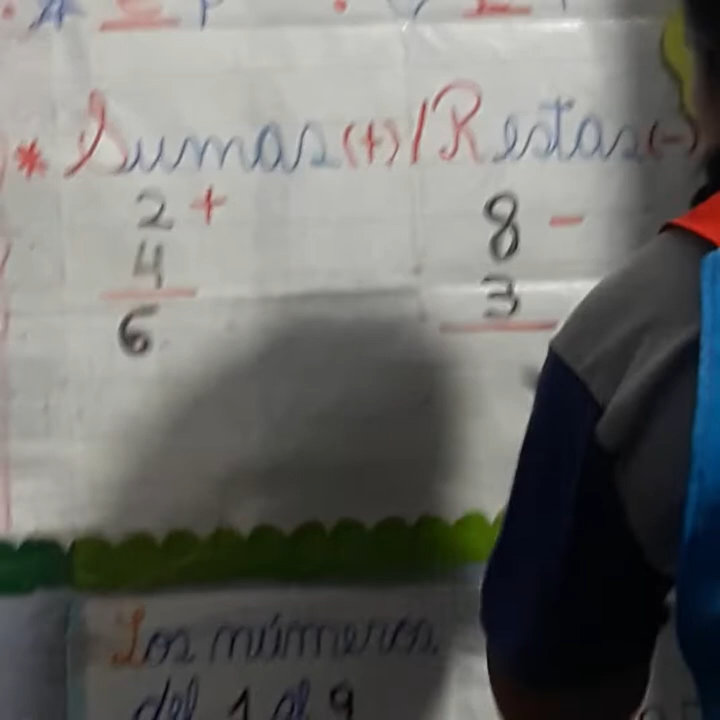 * Sumas(+)/Restas(-)
2 +
4
6
8 -
3
Los números
del 1 al 9